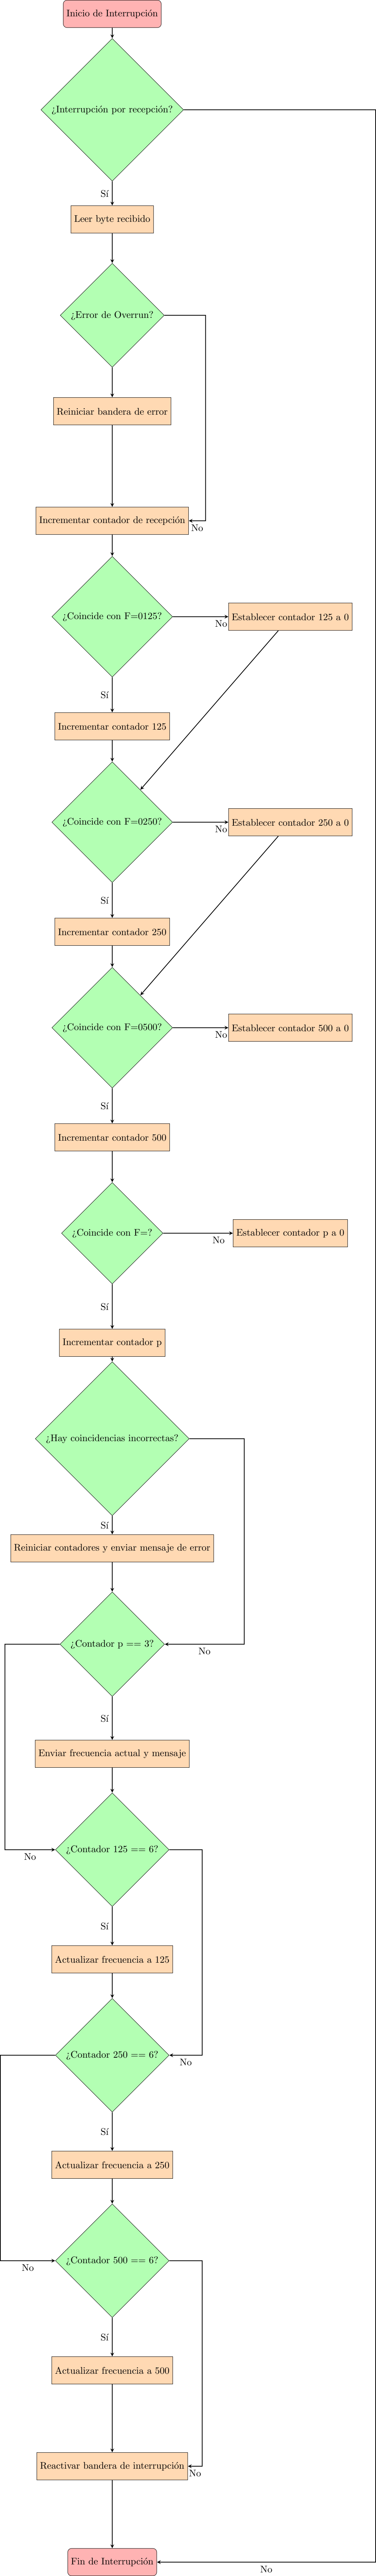 Inicio de Interrupción
¿Interrupción por recepción?
Sí
Leer byte recibido
¿Error de Overrun?
Reiniciar bandera de error
Incrementar contador de recepción
No
¿Coincide con F=0125?
No
Establecer contador 125 a 0
Sí
Incrementar contador 125
¿Coincide con F=0250?
No
Establecer contador 250 a 0
Sí
Incrementar contador 250
¿Coincide con F=0500?
No
Establecer contador 500 a 0
Sí
Incrementar contador 500
¿Coincide con F=?
No
Establecer contador p a 0
Sí
Incrementar contador p
¿Hay coincidencias incorrectas?
Sí
Reiniciar contadores y enviar mensaje de error
¿Contador p == 3?
No
Sí
Enviar frecuencia actual y mensaje
¿Contador 125 == 6?
No
Sí
Actualizar frecuencia a 125
¿Contador 250 == 6?
No
Sí
Actualizar frecuencia a 250
¿Contador 500 == 6?
No
Sí
Actualizar frecuencia a 500
Reactivar bandera de interrupción
No
Fin de Interrupción
No